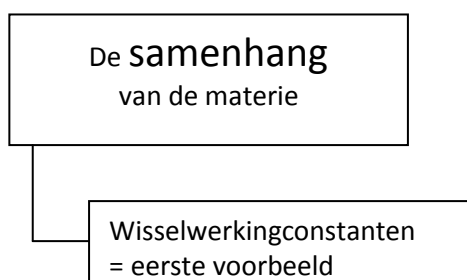 De samenhang
van de materie
Wisselwerkingconstanten
= eerste voorbeeld